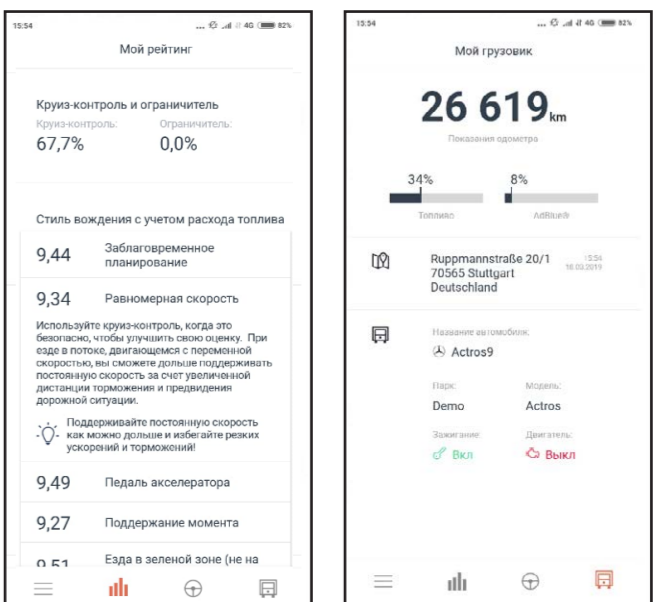 15:54
... 4G 82%
Мой рейтинг
Круиз-контроль и ограничитель
Круиз-контроль: Ограничитель:
67,7% 0,0%
Стиль вождения с учетом расхода топлива
9,44 Заблаговременное
планирование
9,34 Равномерная скорость
Используйте круиз-контроль, когда это
безопасно, чтобы улучшить свою оценку. При
езде в потоке, двигающемся с переменной
скоростью, вы сможете дольше поддерживать
постоянную скорость за счет увеличенной
дистанции торможения и предвидения
дорожной ситуации.
Поддерживайте постоянную скорость
как можно дольше и избегайте резких
ускорений и торможений!
9,49 Педаль акселератора
9,27 Поддержание момента
9,51 Езда в зеленой зоне (не на
15:54
... 4G 82%
Мой грузовик
26 619 km
Показания одометра
34% 8%
Топливо AdBlue®
Ruppmannstraße 20/1 15:54
70565 Stuttgart 18.03.2019
Deutschland
Название автомобиля:
Actros9
Парк: Модель:
Demo Actros
Зажигание Двигатель:
Вкл Выкл